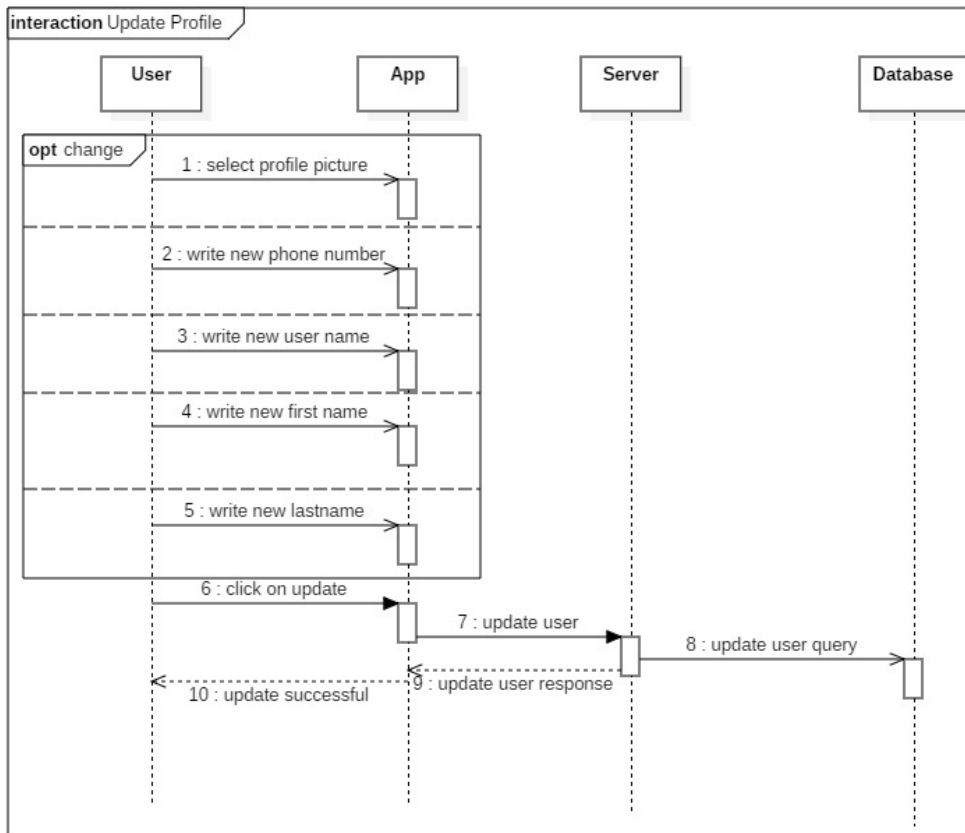 interaction Update Profile
User
App
Server
Database
opt change
1 : select profile picture
2 : write new phone number
3 : write new user name
4 : write new first name
5 : write new lastname
6 : click on update
7 : update user
8 : update user query
9 : update user response
10 : update successful